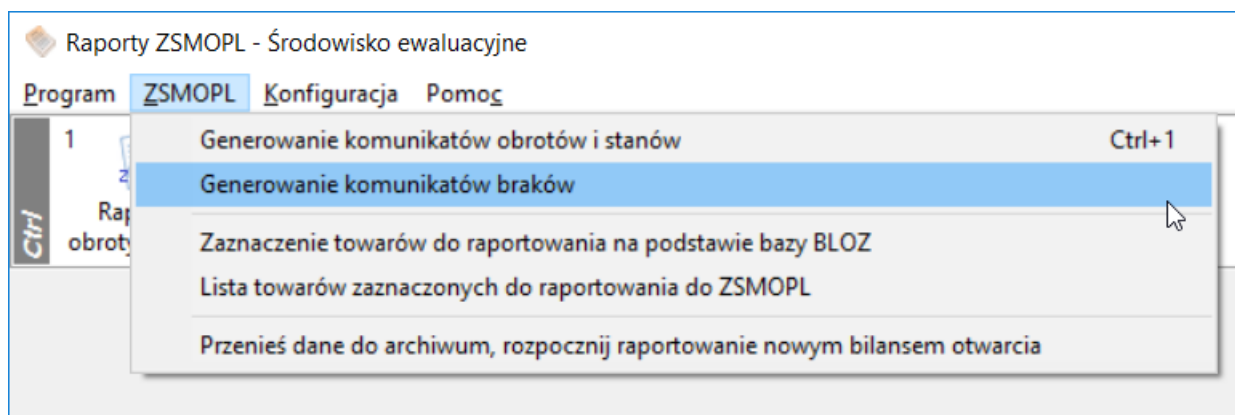 Raporty ZSMOPL - Środowisko ewaluacyjne
Program ZSMOPL Konfiguracja Pomoc
1
Ctrl
Generowanie komunikatów obrotów i stanów Ctrl+1
Generowanie komunikatów braków
Zaznaczenie towarów do raportowania na podstawie bazy BLOZ
Lista towarów zaznaczonych do raportowania do ZSMOPL
Przenieś dane do archiwum, rozpocznij raportowanie nowym bilansem otwarcia